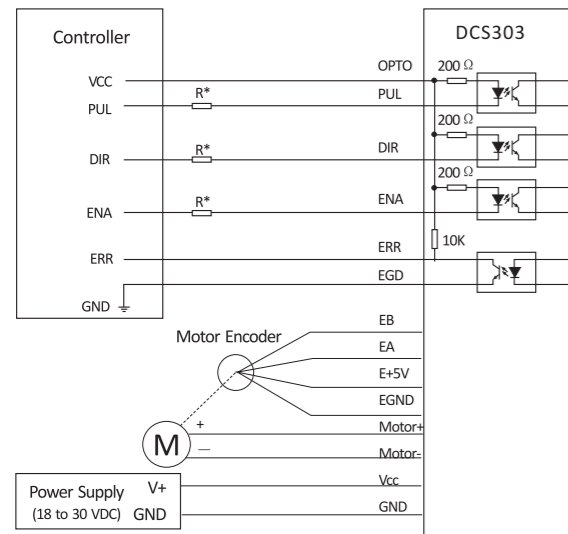 Controller
DCS303
VCC
OPTO
200 Ω
PUL
R*
PUL
200 Ω
DIR
R*
DIR
200 Ω
ENA
R*
ENA
10K
ERR
ERR
EGD
GND
Motor Encoder
EB
EA
E+5V
EGND
M
+
—
Motor+
Motor-
Power Supply
(18 to 30 VDC)
V+
GND
Vcc
GND